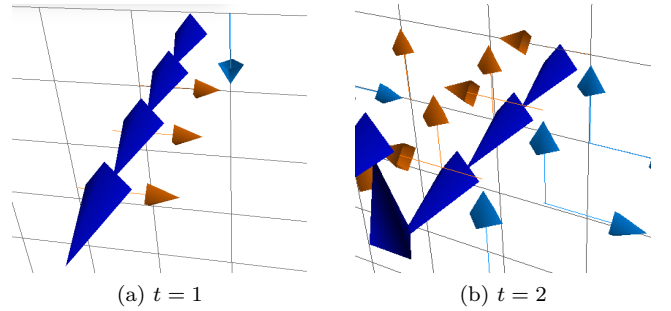 (a) t = 1
(b) t = 2